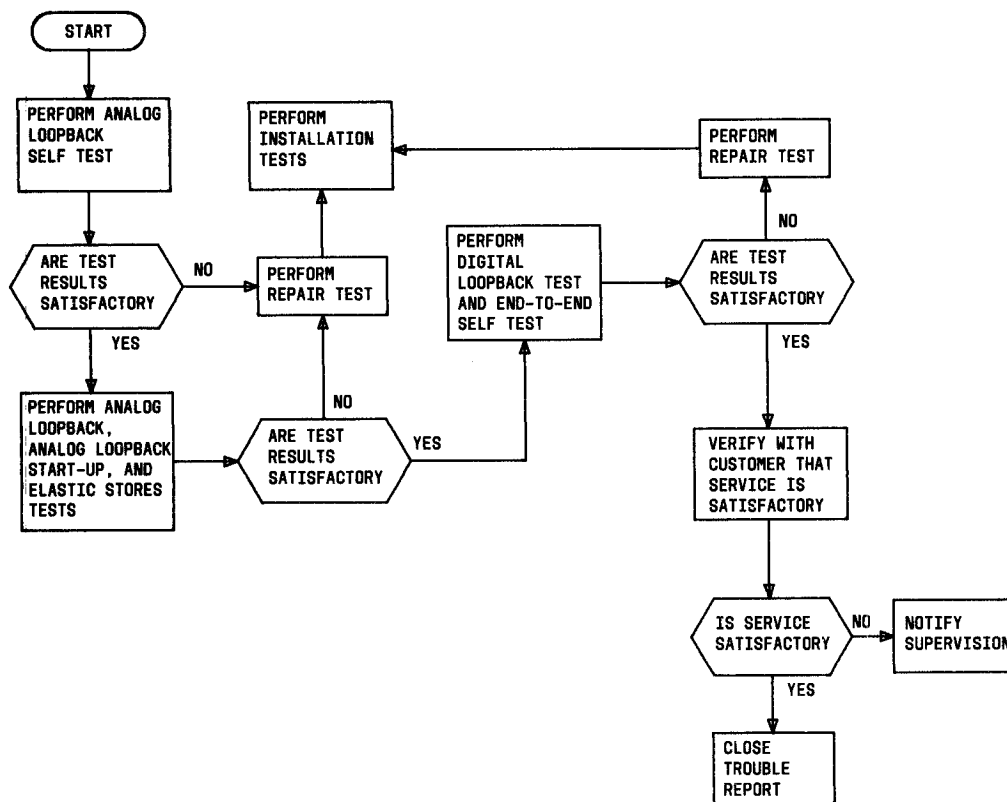 START
PERFORM ANALOG
LOOPBACK
SELF TEST
ARE TEST
RESULTS
SATISFACTORY
NO
YES
PERFORM
REPAIR TEST
PERFORM
INSTALLATION
TESTS
PERFORM ANALOG
LOOPBACK,
ANALOG LOOPBACK
START-UP, AND
ELASTIC STORES
TESTS
ARE TEST
RESULTS
SATISFACTORY
NO
YES
PERFORM
DIGITAL
LOOPBACK TEST
AND END-TO-END
SELF TEST
ARE TEST
RESULTS
SATISFACTORY
NO
PERFORM
REPAIR TEST
YES
VERIFY WITH
CUSTOMER THAT
SERVICE IS
SATISFACTORY
IS SERVICE
SATISFACTORY
NO
NOTIFY
SUPERVISION
YES
CLOSE
TROUBLE
REPORT